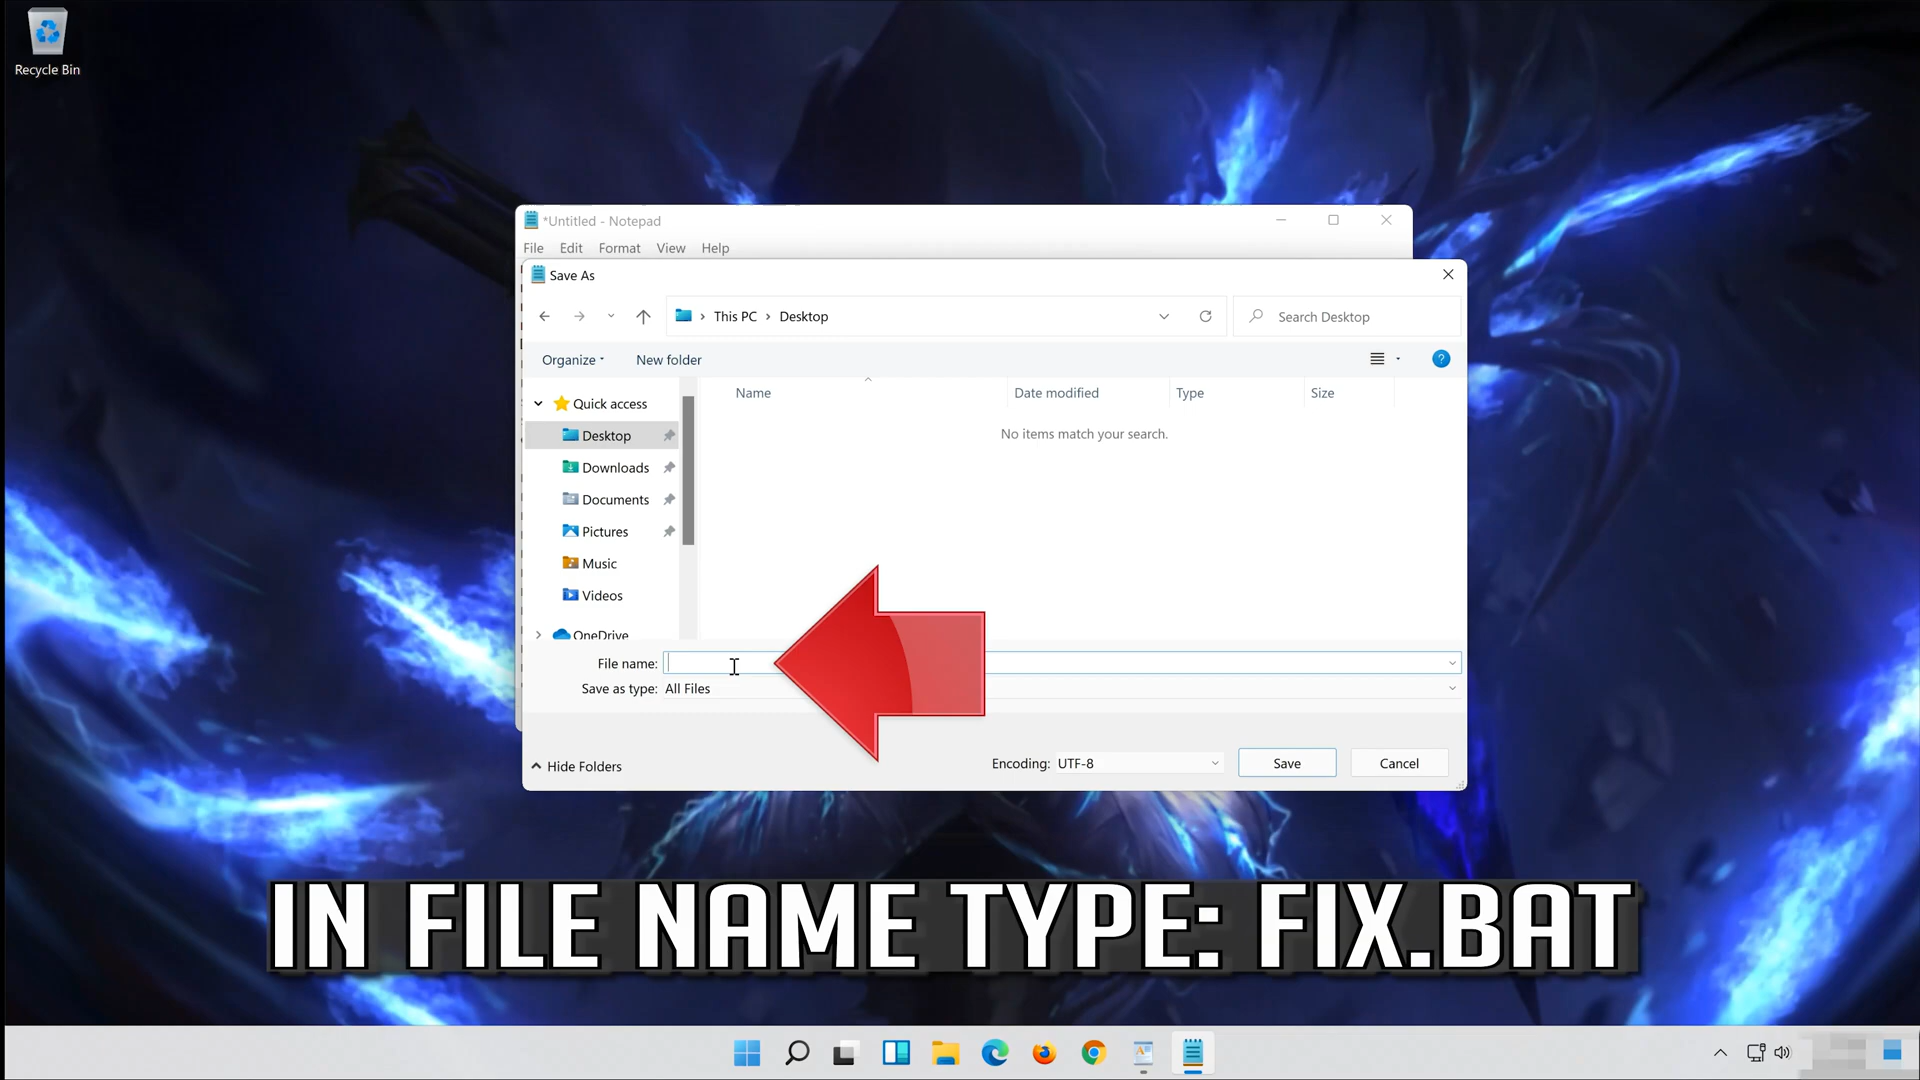 Recycle Bin
*Untitled - Notepad
File Edit Format View Help
Save As
This PC > Desktop
Search Desktop
Organize New folder
Name Date modified Type Size
Quick access
No items match your search.
Desktop
Downloads
Documents
Pictures
Music
Videos
OneDrive
File name:
Save as type: All Files
Hide Folders
Encoding: UTF-8 Save Cancel
IN FILE NAME TYPE: FIX.BAT